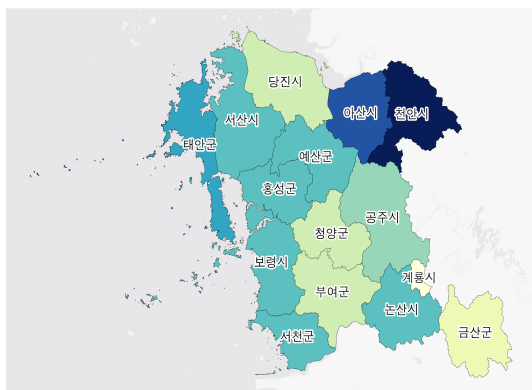 당진시
아산시
천안시
서산시
태안군
예산군
홍성군
공주시
청양군
보령시
계룡시
부여군
논산시
서천군
금산군